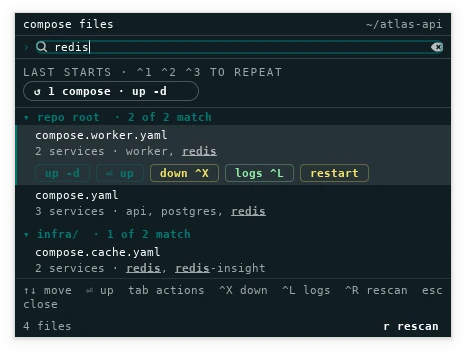 compose files ~/atlas-api
› redis
LAST STARTS · ^1 ^2 ^3 TO REPEAT
↺ 1 compose · up -d
▾ repo root · 2 of 2 match
compose.worker.yaml
2 services · worker, redis
up -d ⏎ up down ^X logs ^L restart
compose.yaml
3 services · api, postgres, redis
▾ infra/ · 1 of 2 match
compose.cache.yaml
2 services · redis, redis-insight
↑↓ move ⏎ up tab actions ^X down ^L logs ^R rescan esc
close
4 files r rescan